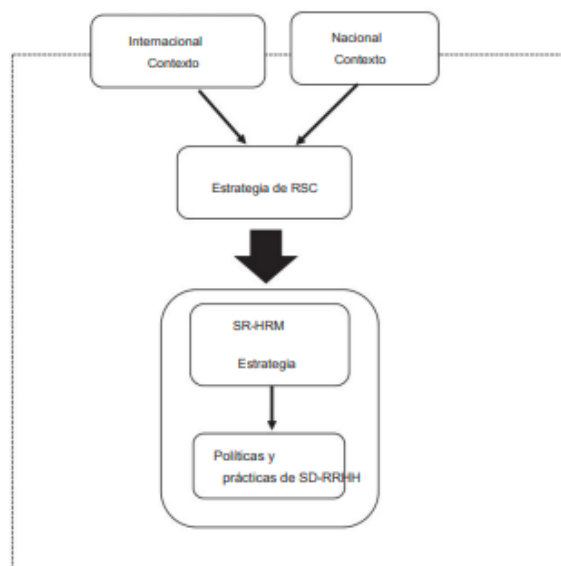 Internacional
Contexto
Nacional
Contexto
Estrategia de RSC
SR-HRM
Estrategia
Políticas y
prácticas de SD-RRHH